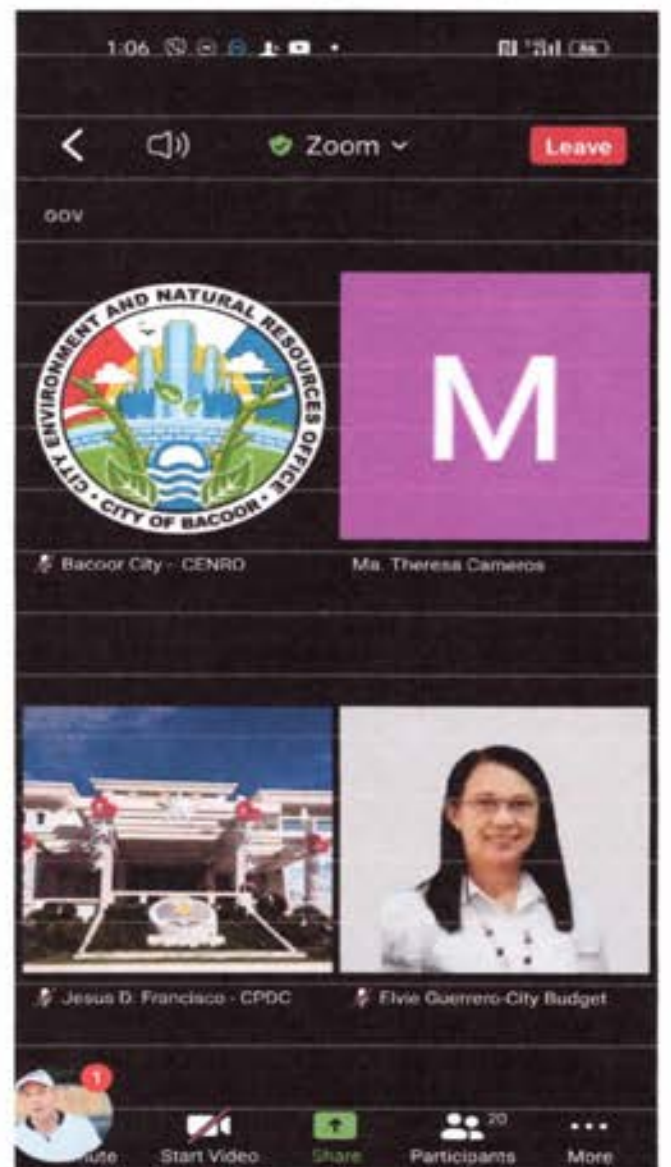 1:06
Zoom
Leave
GOV
CITY ENVIRONMENT AND NATURAL RESOURCES OFFICE
• CITY OF BACOOR •
M
Bacoor City - CENRO
Ma. Theresa Cameros
Jesus D. Francisco - CPDC
Elvie Guerrero-City Budget
1
20
Start Video
Share
Participants
More